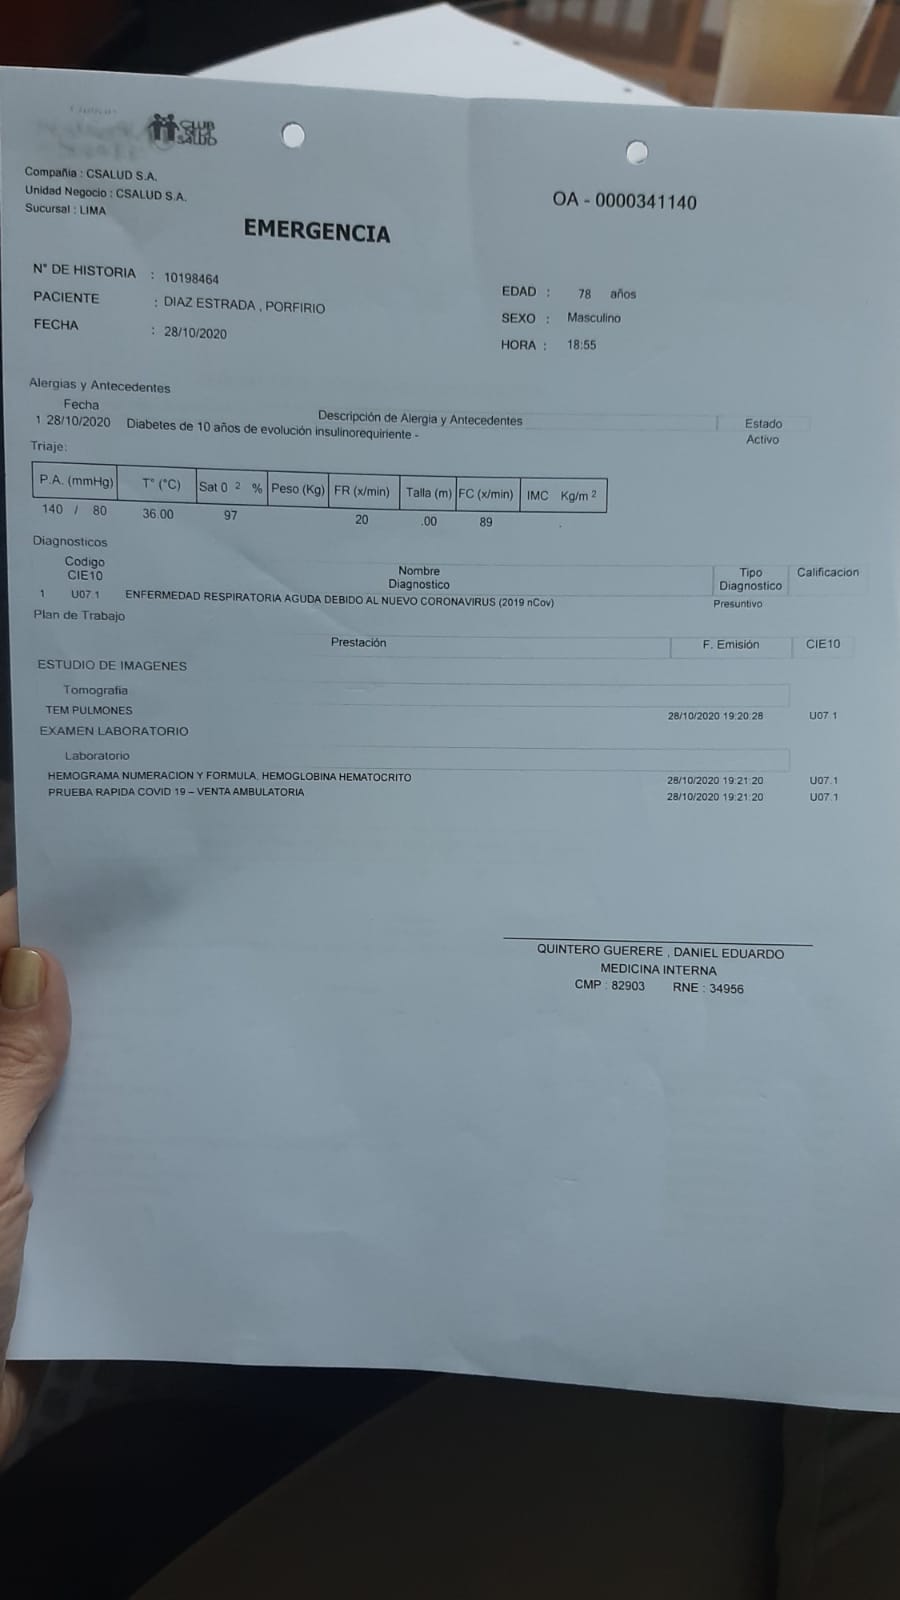 CLUB
DE LA
SALUD
Compañia : CSALUD S.A.
Unidad Negocio : CSALUD S.A.
Sucursal : LIMA
OA - 0000341140
EMERGENCIA
N° DE HISTORIA : 10198464
PACIENTE : DIAZ ESTRADA , PORFIRIO
FECHA : 28/10/2020
EDAD : 78 años
SEXO : Masculino
HORA : 18:55
Alergias y Antecedentes
Fecha Descripción de Alergia y Antecedentes Estado
1 28/10/2020 Diabetes de 10 años de evolución insulinorequiriente - Activo
Triaje:
P.A. (mmHg) T° (°C) Sat 0 2 % Peso (Kg) FR (x/min) Talla (m) FC (x/min) IMC Kg/m 2
140 / 80 36.00 97 20 .00 89 .
Diagnosticos
Codigo CIE10 Nombre Diagnostico Tipo Diagnostico Calificacion
1 U07.1 ENFERMEDAD RESPIRATORIA AGUDA DEBIDO AL NUEVO CORONAVIRUS (2019 nCov) Presuntivo
Plan de Trabajo
Prestación F. Emisión CIE10
ESTUDIO DE IMAGENES
Tomografia
TEM PULMONES 28/10/2020 19:20:28 U07.1
EXAMEN LABORATORIO
Laboratorio
HEMOGRAMA NUMERACION Y FORMULA, HEMOGLOBINA HEMATOCRITO 28/10/2020 19:21:20 U07.1
PRUEBA RAPIDA COVID 19 – VENTA AMBULATORIA 28/10/2020 19:21:20 U07.1
QUINTERO GUERERE , DANIEL EDUARDO
MEDICINA INTERNA
CMP : 82903 RNE : 34956